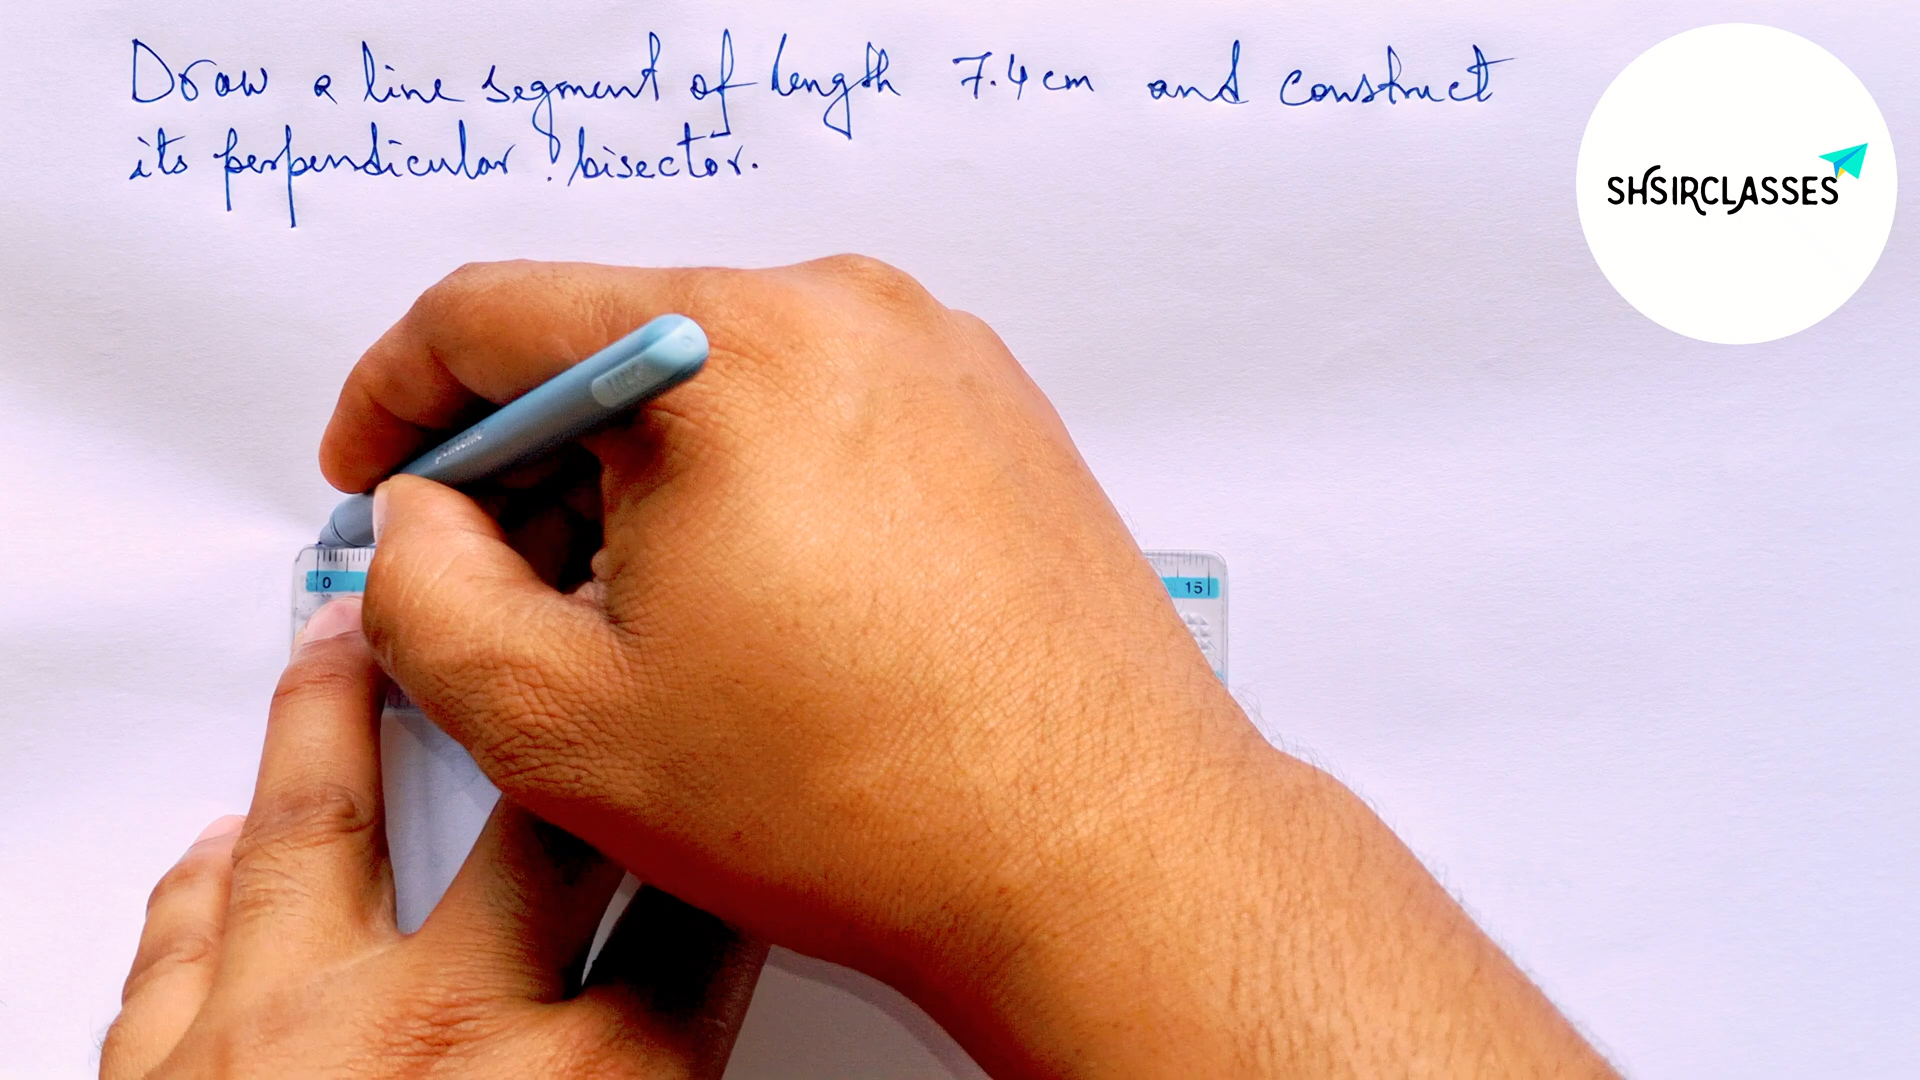 Draw a line segment of length 7.4 cm and construct
its perpendicular bisector.
SHSIRCLASSES
0
15